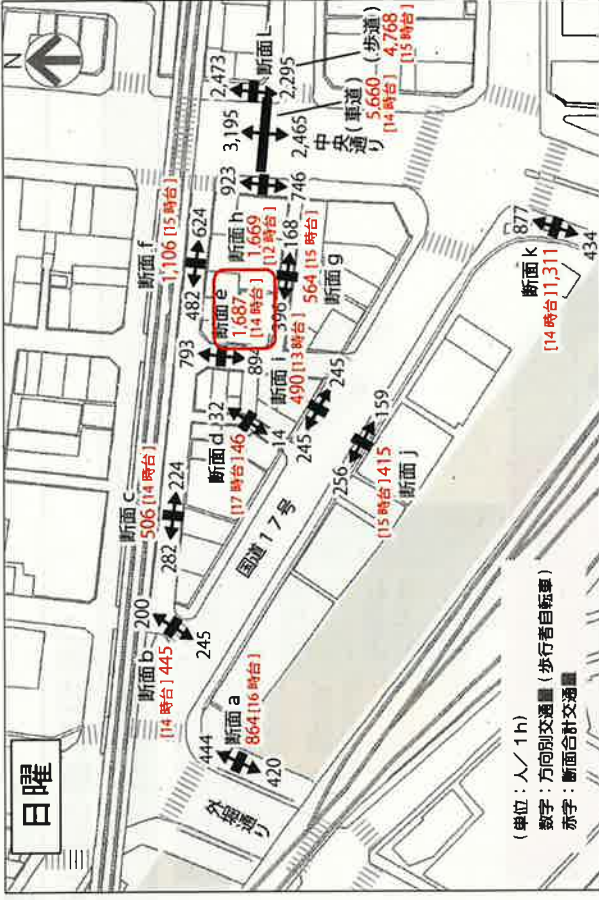 日曜
N
断面f
1,106 [15時台]
482
624
断面L
2,473
2,295
(歩道)
4,768
[15時台]
(車道)
5,660
[14時台]
3,195
2,465
中央通り
923
746
断面h
1,669
[12時台]
168
396
564 [15時台]
断面g
断面e
1,687
[14時台]
793
894
断面i
490 [13時台]
245
245
断面d
32
14
[17時台] 46
断面c
506 [14時台]
282
224
断面b
200
245
[14時台] 445
国道17号
256
159
[15時台] 415
断面j
断面k
877
434
[14時台] 1,311
断面a
864 [16時台]
444
420
外堀通り
(単位:人/1h)
数字:方向別交通量(歩行者自転車)
赤字:断面合計交通量